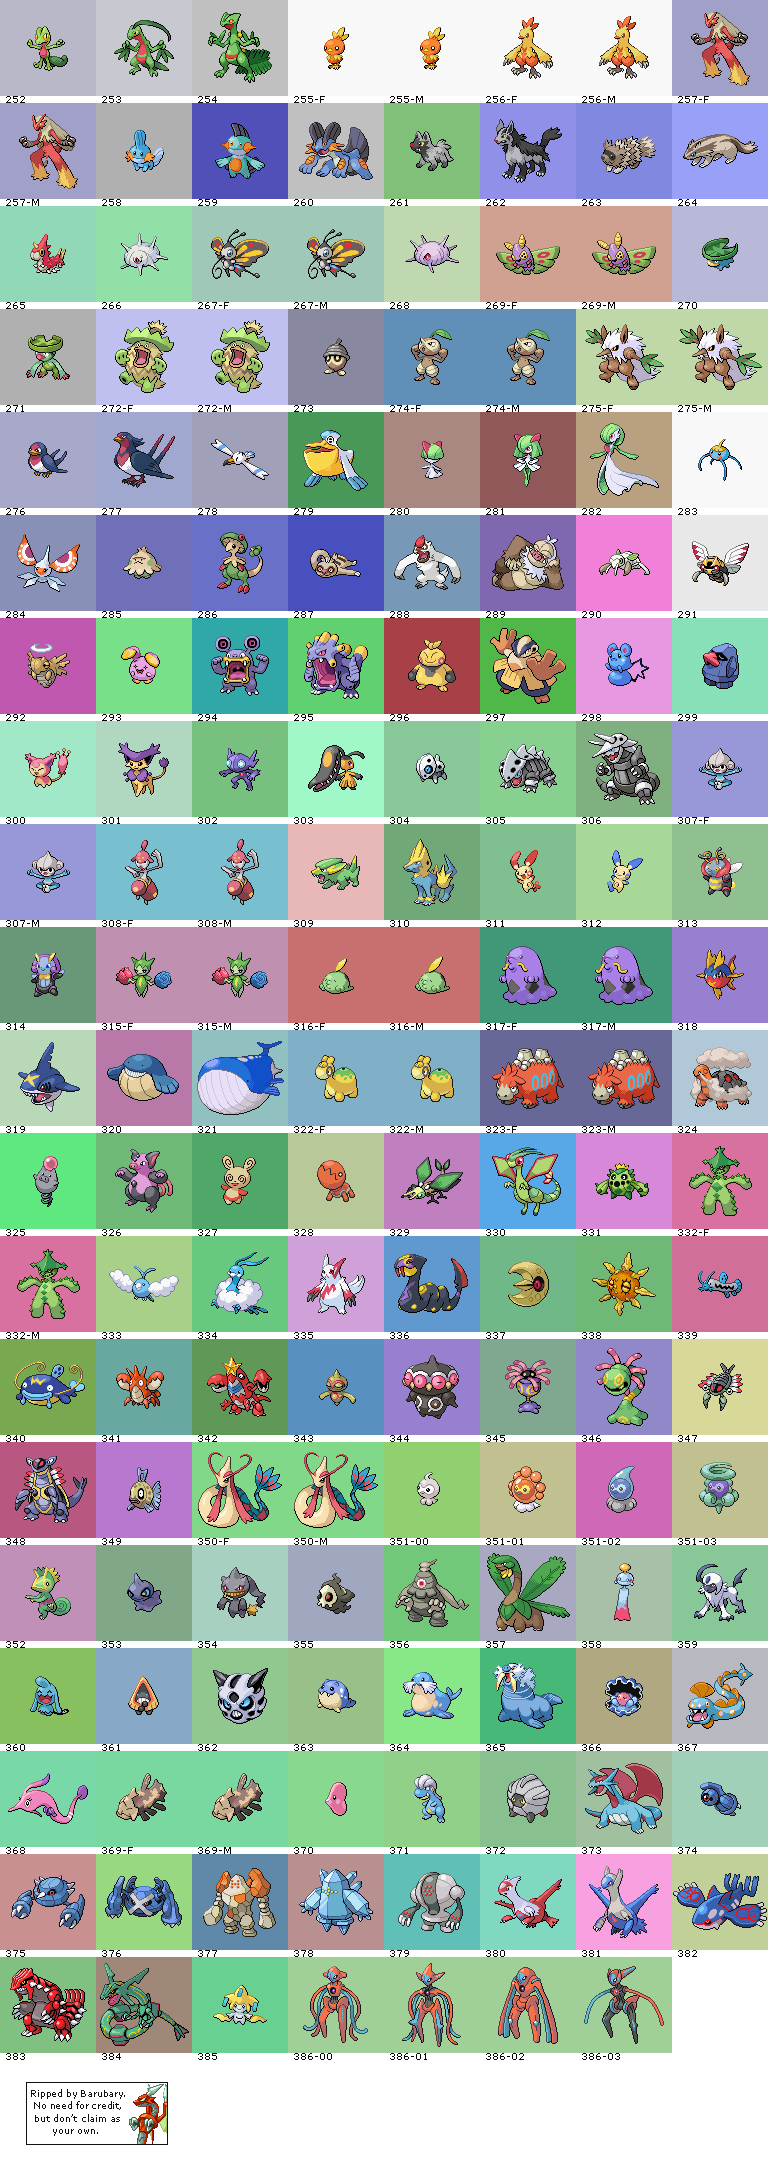 252 253 254 255-F 255-M 256-F 256-M 257-F
257-M 258 259 260 261 262 263 264
265 266 267-F 267-M 268 269-F 269-M 270
271 272-F 272-M 273 274-F 274-M 275-F 275-M
276 277 278 279 280 281 282 283
284 285 286 287 288 289 290 291
292 293 294 295 296 297 298 299
300 301 302 303 304 305 306 307-F
307-M 308-F 308-M 309 310 311 312 313
314 315-F 315-M 316-F 316-M 317-F 317-M 318
319 320 321 322-F 322-M 323-F 323-M 324
325 326 327 328 329 330 331 332-F
332-M 333 334 335 336 337 338 339
340 341 342 343 344 345 346 347
348 349 350-F 350-M 351-00 351-01 351-02 351-03
352 353 354 355 356 357 358 359
360 361 362 363 364 365 366 367
368 369-F 369-M 370 371 372 373 374
375 376 377 378 379 380 381 382
383 384 385 386-00 386-01 386-02 386-03
Ripped by Barubary.
No need for credit,
but don't claim as
your own.